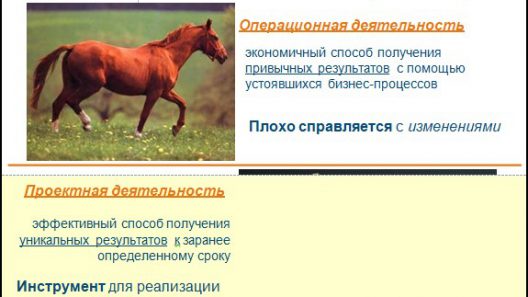 Операционная деятельность
экономичный способ получения
привычных результатов с помощью
устоявшихся бизнес-процессов
Плохо справляется с изменениями
Проектная деятельность
эффективный способ получения
уникальных результатов к заранее
определенному сроку
Инструмент для реализации